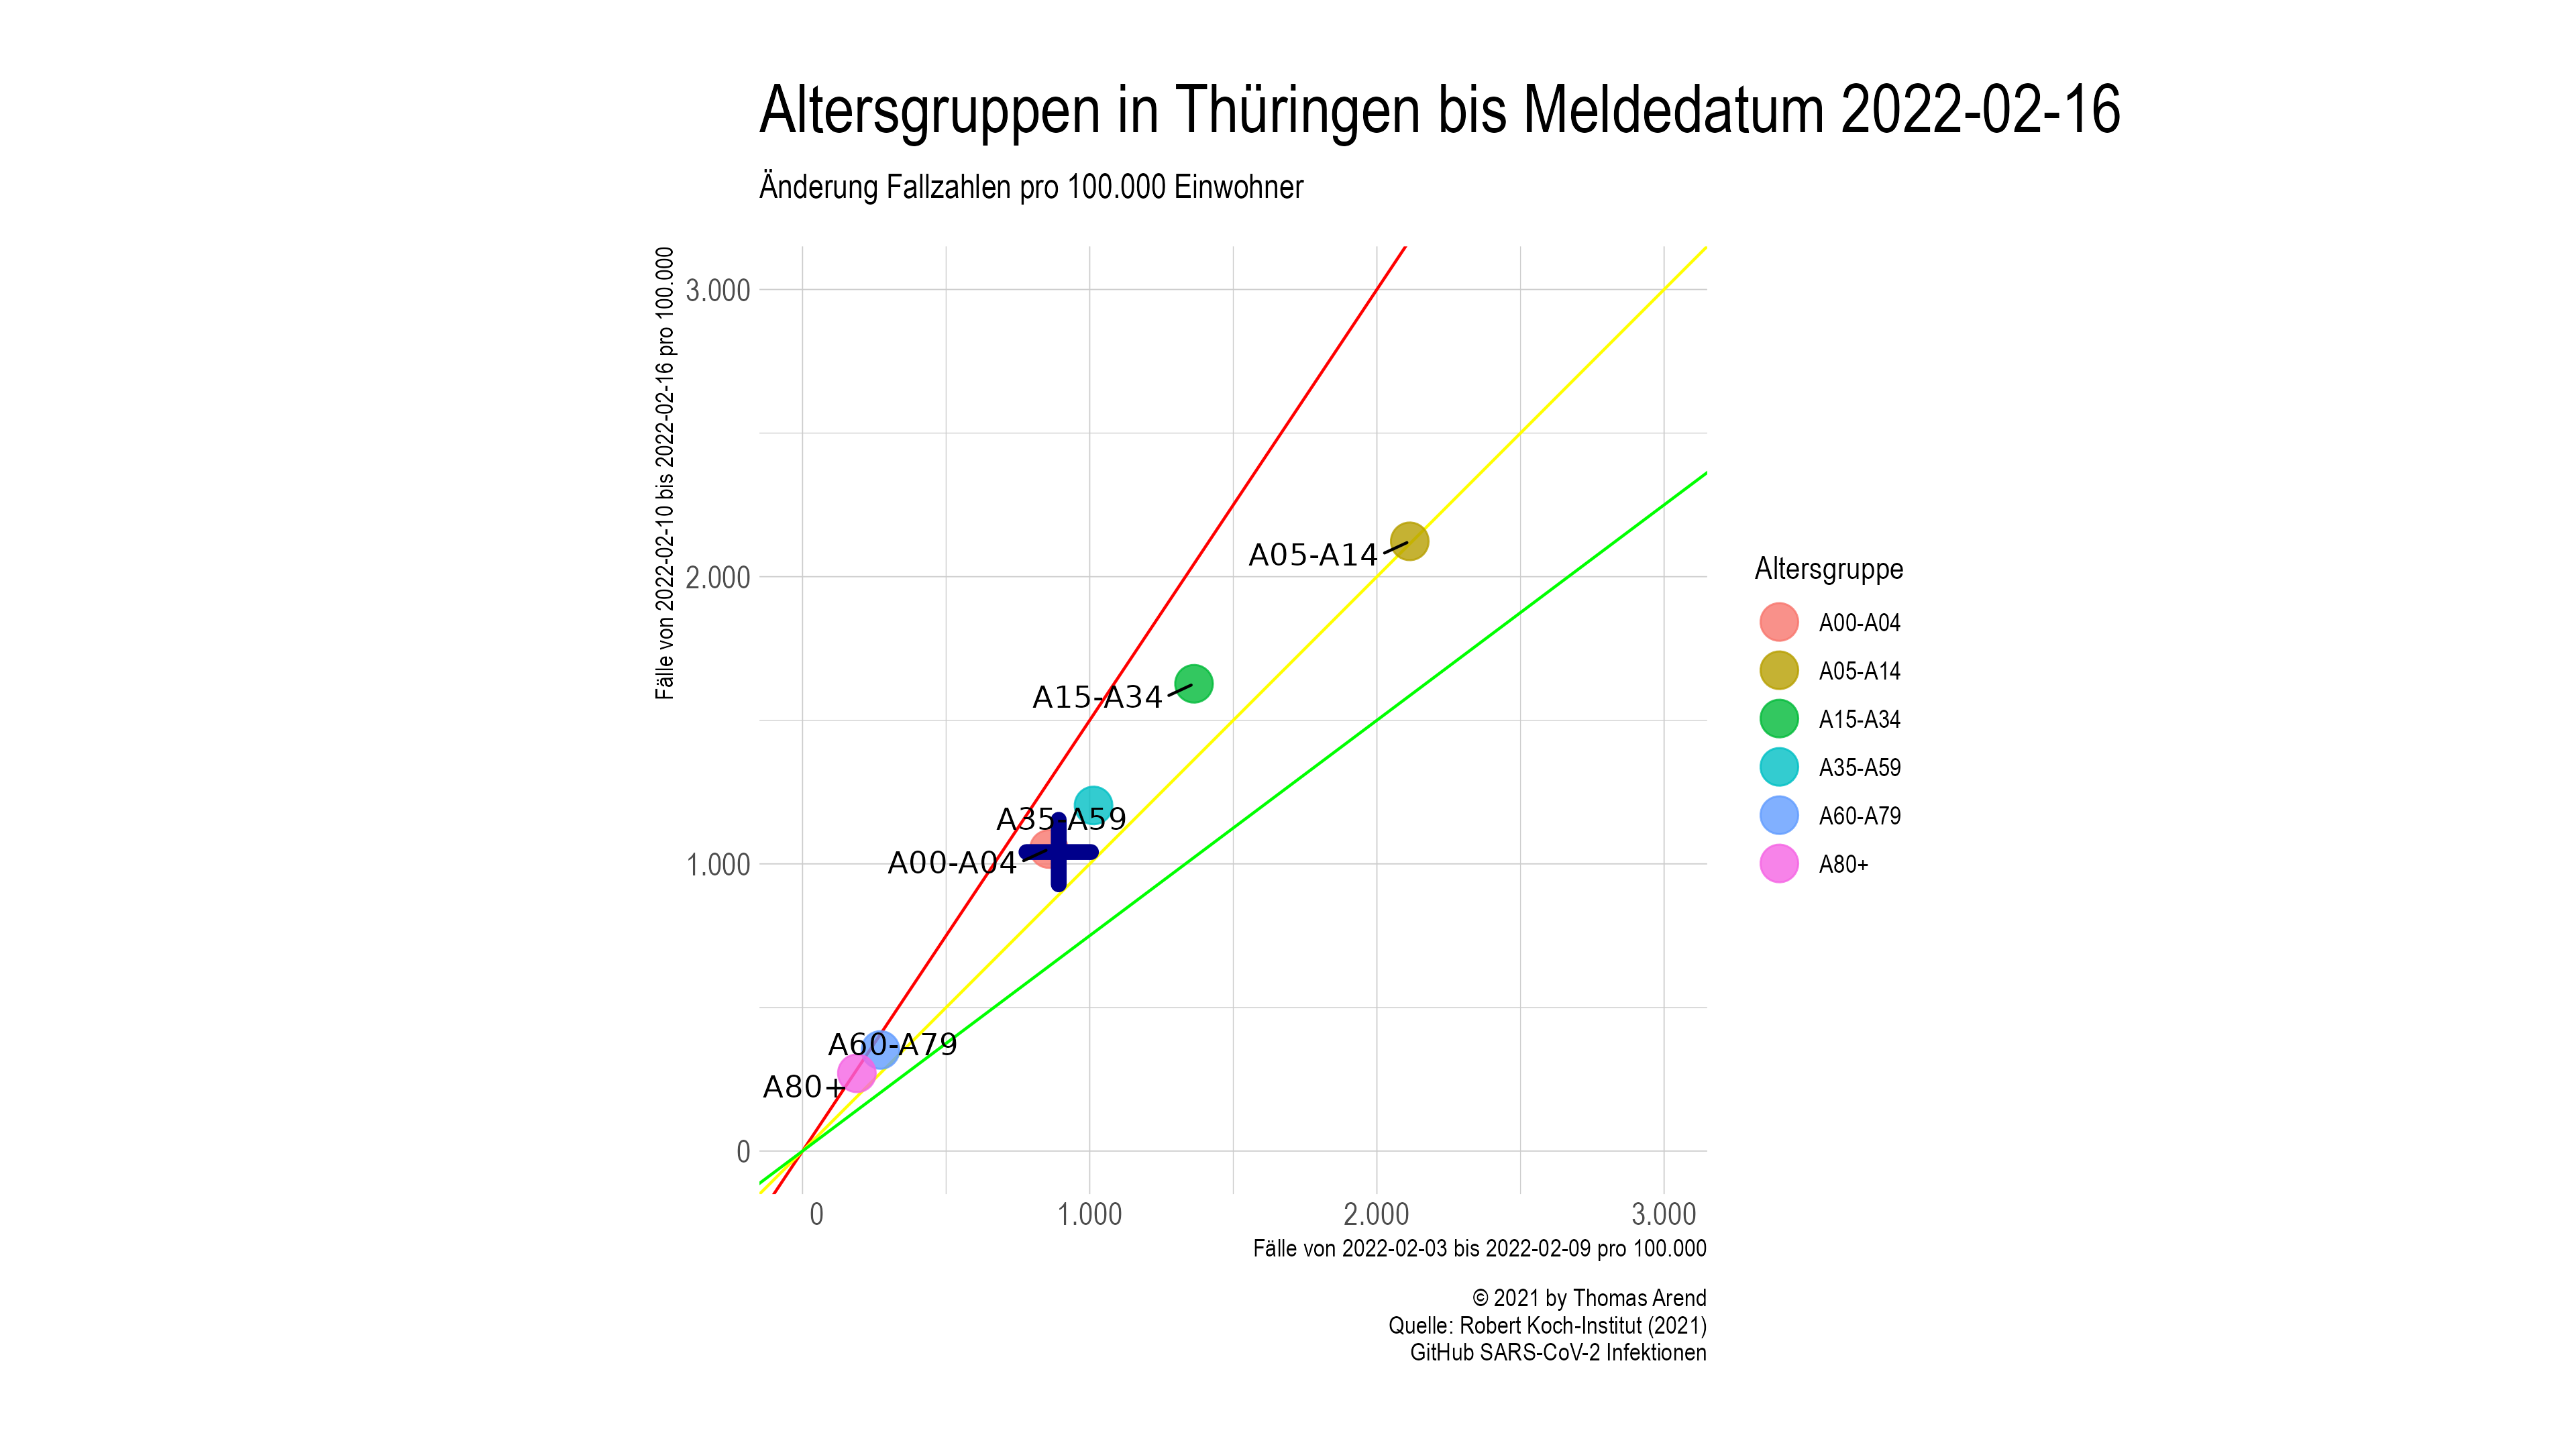 Altersgruppen in Thüringen bis Meldedatum 2022-02-16
Änderung Fallzahlen pro 100.000 Einwohner
Fälle von 2022-02-10 bis 2022-02-16 pro 100.000
3.000
2.000
1.000
0
A05-A14
A15-A34
A35-A59
A00-A04
A60-A79
A80+
0
1.000
2.000
3.000
Fälle von 2022-02-03 bis 2022-02-09 pro 100.000
Altersgruppe
A00-A04
A05-A14
A15-A34
A35-A59
A60-A79
A80+
© 2021 by Thomas Arend
Quelle: Robert Koch-Institut (2021)
GitHub SARS-CoV-2 Infektionen